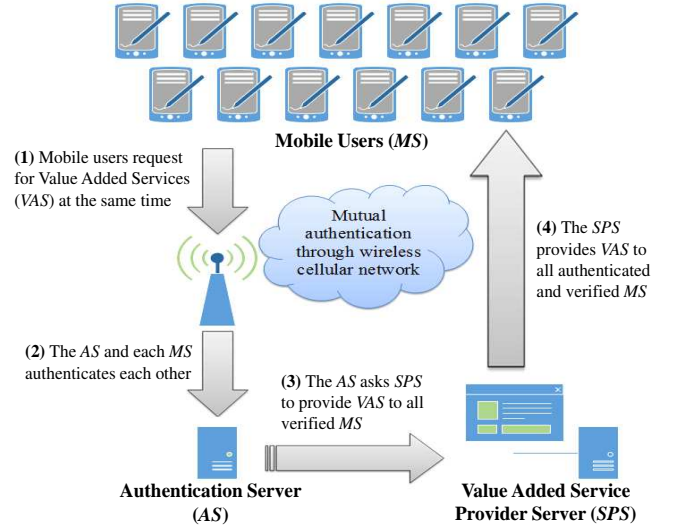 Mobile Users (MS)
(1) Mobile users request
for Value Added Services
(VAS) at the same time
Mutual
authentication
through wireless
cellular network
(4) The SPS
provides VAS to
all authenticated
and verified MS
(2) The AS and each MS
authenticates each other
(3) The AS asks SPS
to provide VAS to all
verified MS
Authentication Server
(AS)
Value Added Service
Provider Server (SPS)